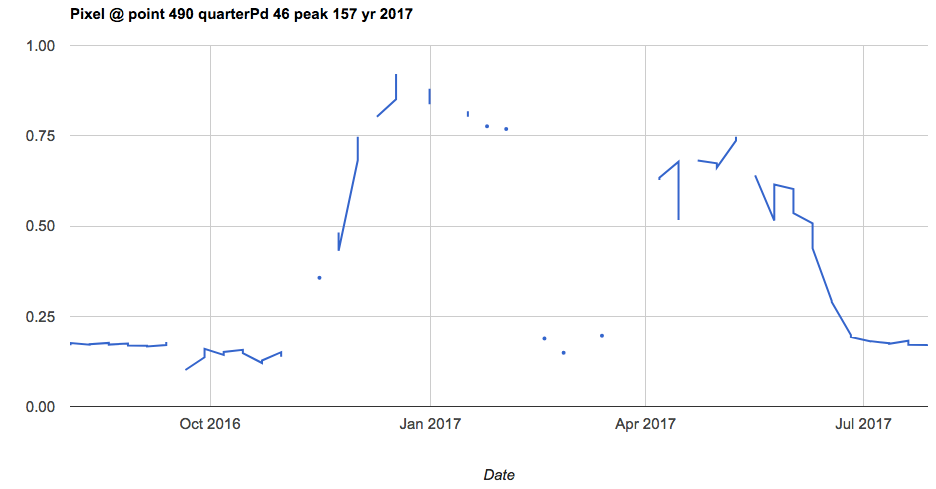 Pixel @ point 490 quarterPd 46 peak 157 yr 2017
1.00
0.75
0.50
0.25
0.00
Oct 2016 Jan 2017 Apr 2017 Jul 2017
Date